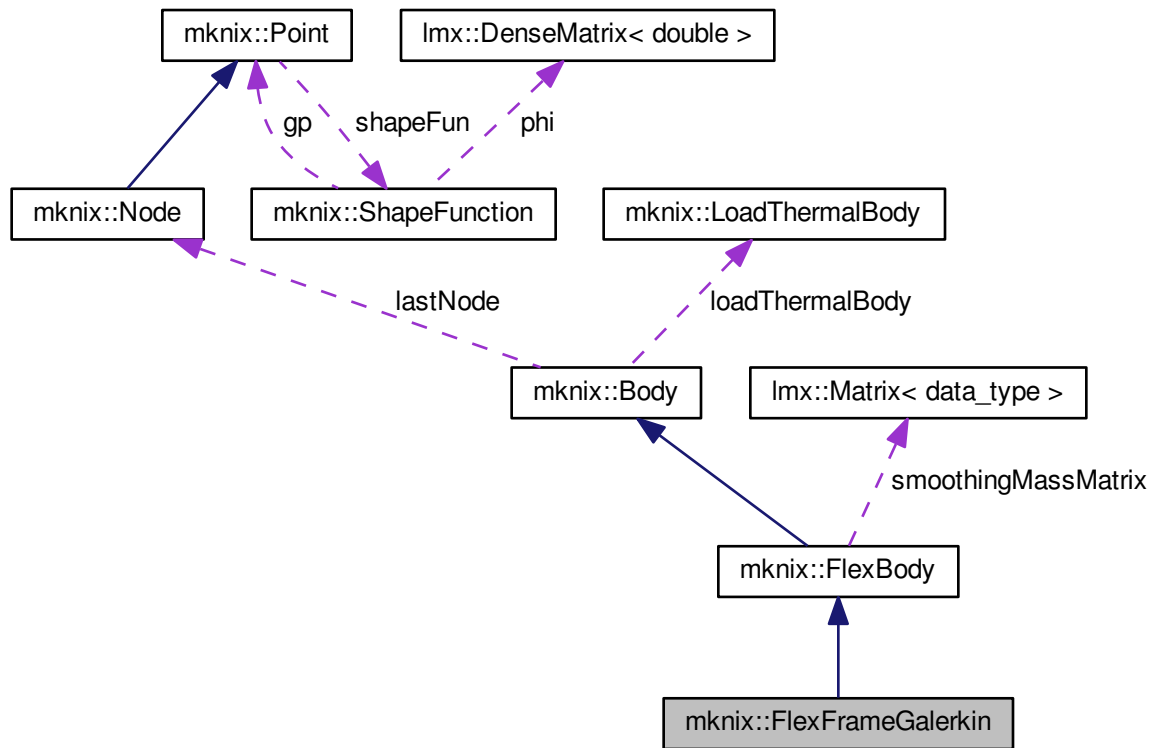 mknix::Point
lmx::DenseMatrix< double >
gp
shapeFun
phi
mknix::Node
mknix::ShapeFunction
mknix::LoadThermalBody
lastNode
loadThermalBody
mknix::Body
lmx::Matrix< data_type >
smoothingMassMatrix
mknix::FlexBody
mknix::FlexFrameGalerkin